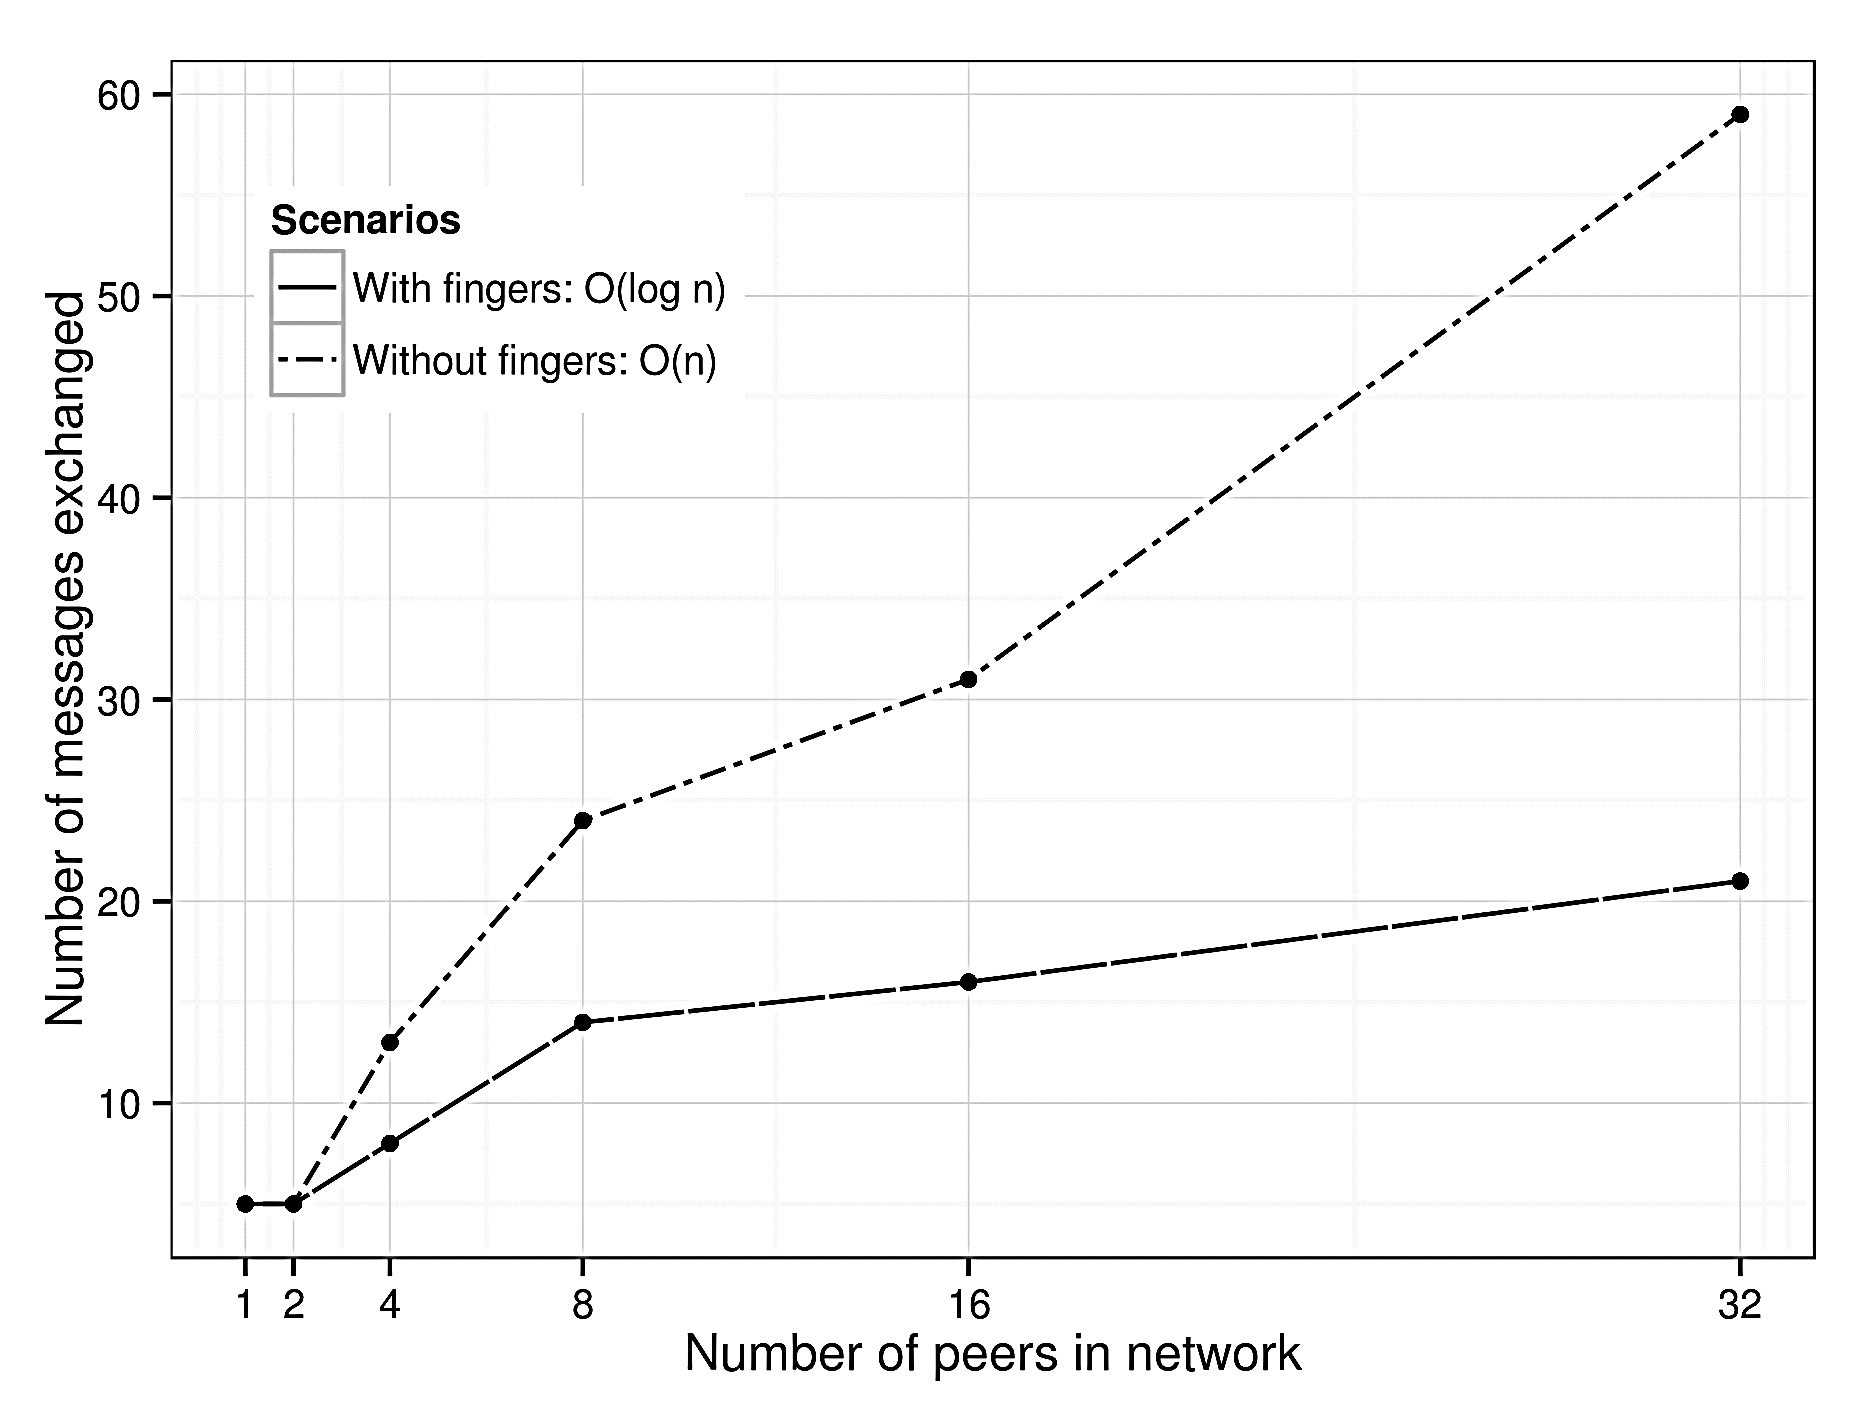 60
50
40
30
20
10
Number of messages exchanged
Scenarios
With fingers: O(log n)
Without fingers: O(n)
1 2 4 8 16 32
Number of peers in network